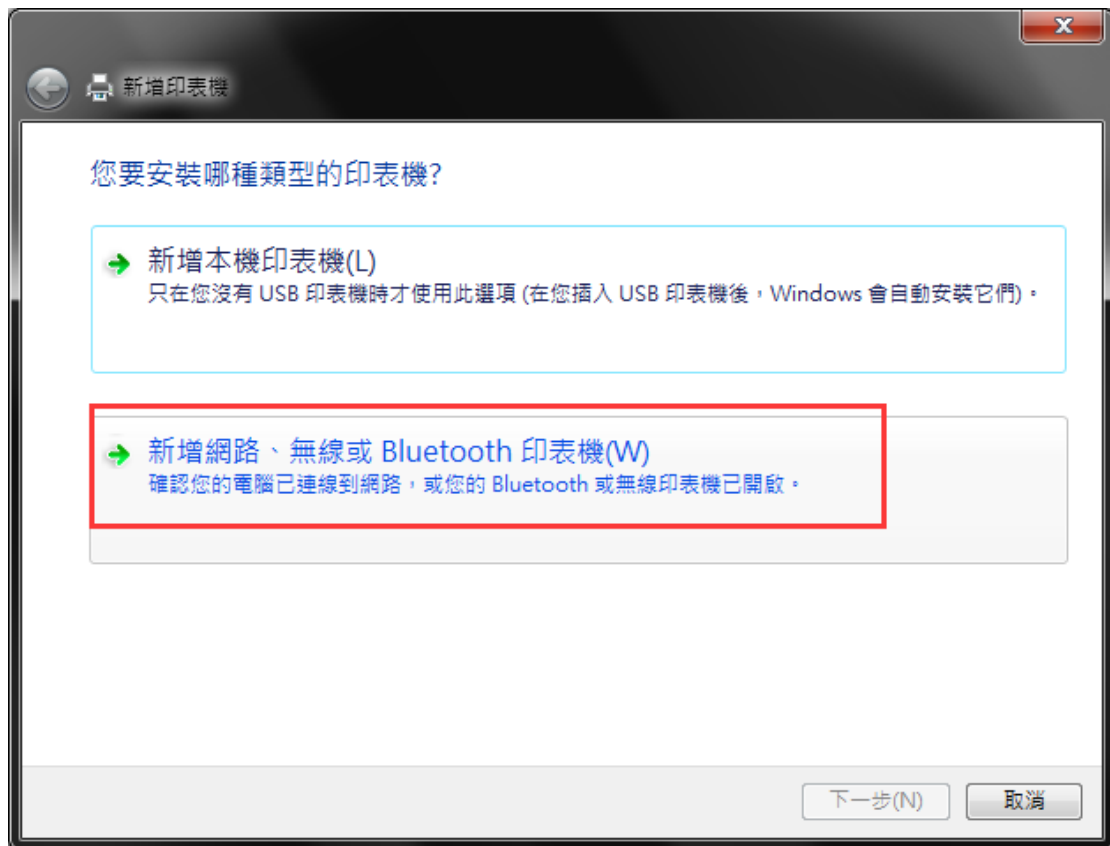 新增印表機
您要安裝哪種類型的印表機?
新增本機印表機(L)
只在您沒有 USB 印表機時才使用此選項 (在您插入 USB 印表機後，Windows 會自動安裝它們)。
新增網路、無線或 Bluetooth 印表機(W)
確認您的電腦已連線到網路，或您的 Bluetooth 或無線印表機已開啟。
下一步(N)
取消